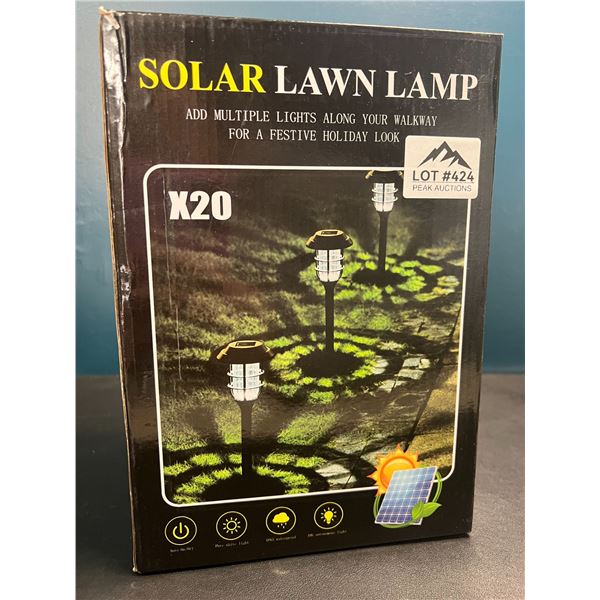 SOLAR LAWN LAMP
ADD MULTIPLE LIGHTS ALONG YOUR WALKWAY
FOR A FESTIVE HOLIDAY LOOK
LOT #424
PEAK AUCTIONS
X20